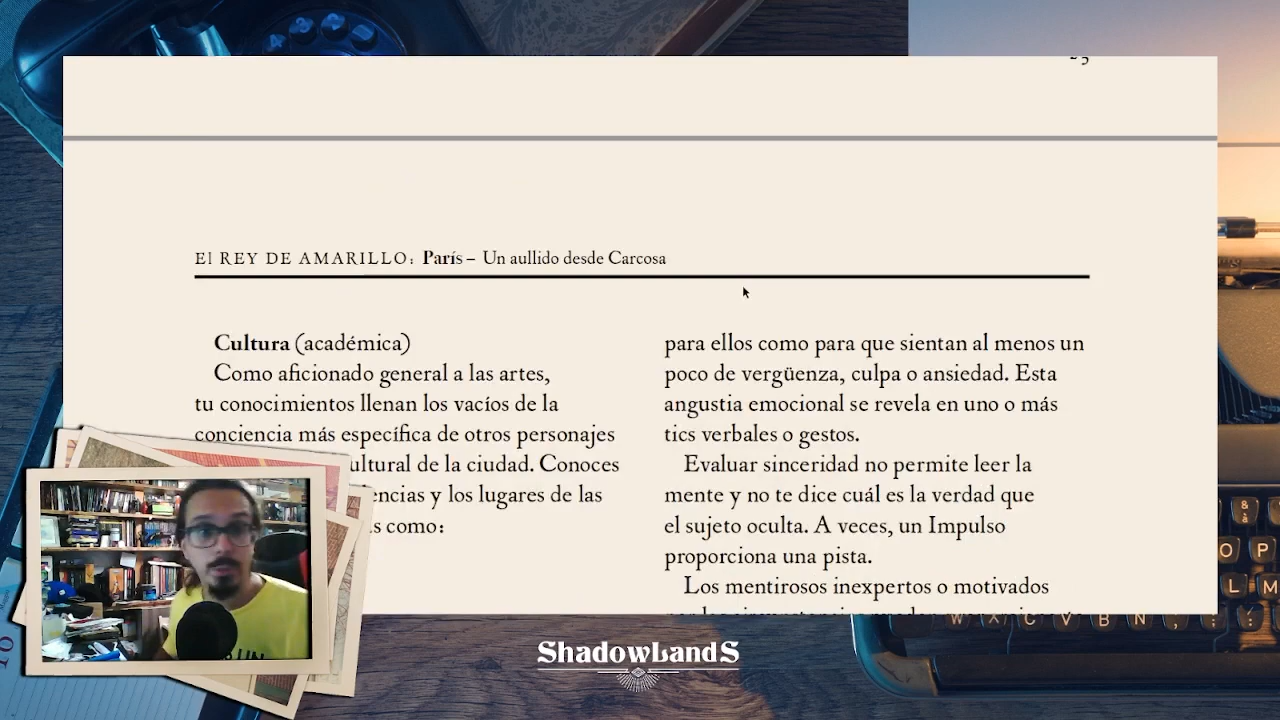 El REY DE AMARILLO: París – Un aullido desde Carcosa
Cultura (académica)
Como aficionado general a las artes,
tu conocimientos llenan los vacíos de la
conciencia más específica de otros personajes
ultural de la ciudad. Conoces
encias y los lugares de las
s como:
para ellos como para que sientan al menos un
poco de vergüenza, culpa o ansiedad. Esta
angustia emocional se revela en uno o más
tics verbales o gestos.
Evaluar sinceridad no permite leer la
mente y no te dice cuál es la verdad que
el sujeto oculta. A veces, un Impulso
proporciona una pista.
Los mentirosos inexpertos o motivados
ShadowLandS
O P
L M
W X C V B N